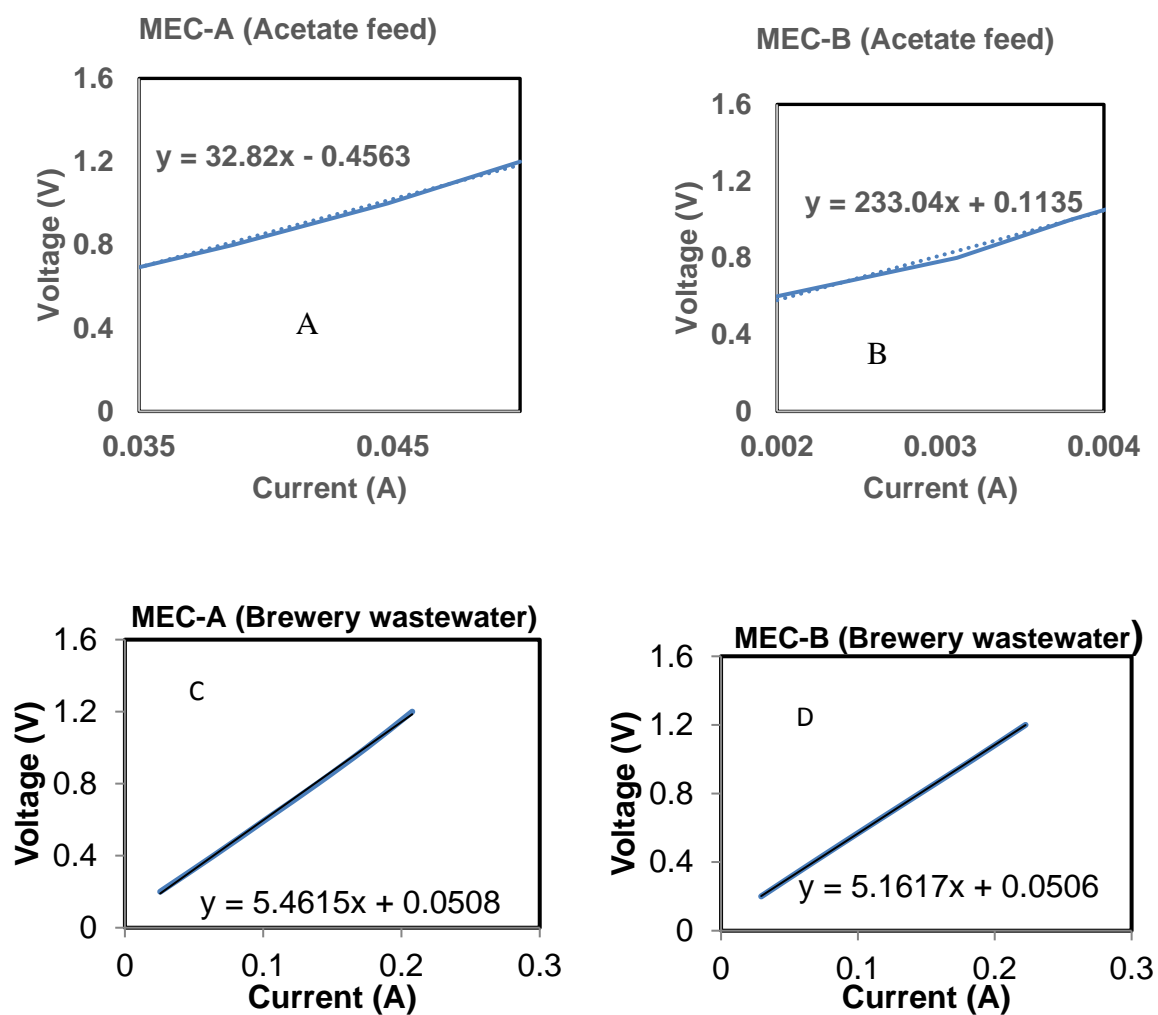 MEC-A (Acetate feed)
1.6
y = 32.82x - 0.4563
1.2
0.8
0.4
0
Voltage (V)
A
0.035
0.045
Current (A)
MEC-B (Acetate feed)
1.6
1.2
y = 233.04x + 0.1135
0.8
0.4
0
Voltage (V)
B
0.002
0.003
0.004
Current (A)
MEC-A (Brewery wastewater)
1.6
C
1.2
0.8
0.4
y = 5.4615x + 0.0508
0
Voltage (V)
0
0.1
0.2
0.3
Current (A)
MEC-B (Brewery wastewater)
1.6
D
1.2
0.8
0.4
y = 5.1617x + 0.0506
0
Voltage (V)
0
0.1
0.2
0.3
Current (A)